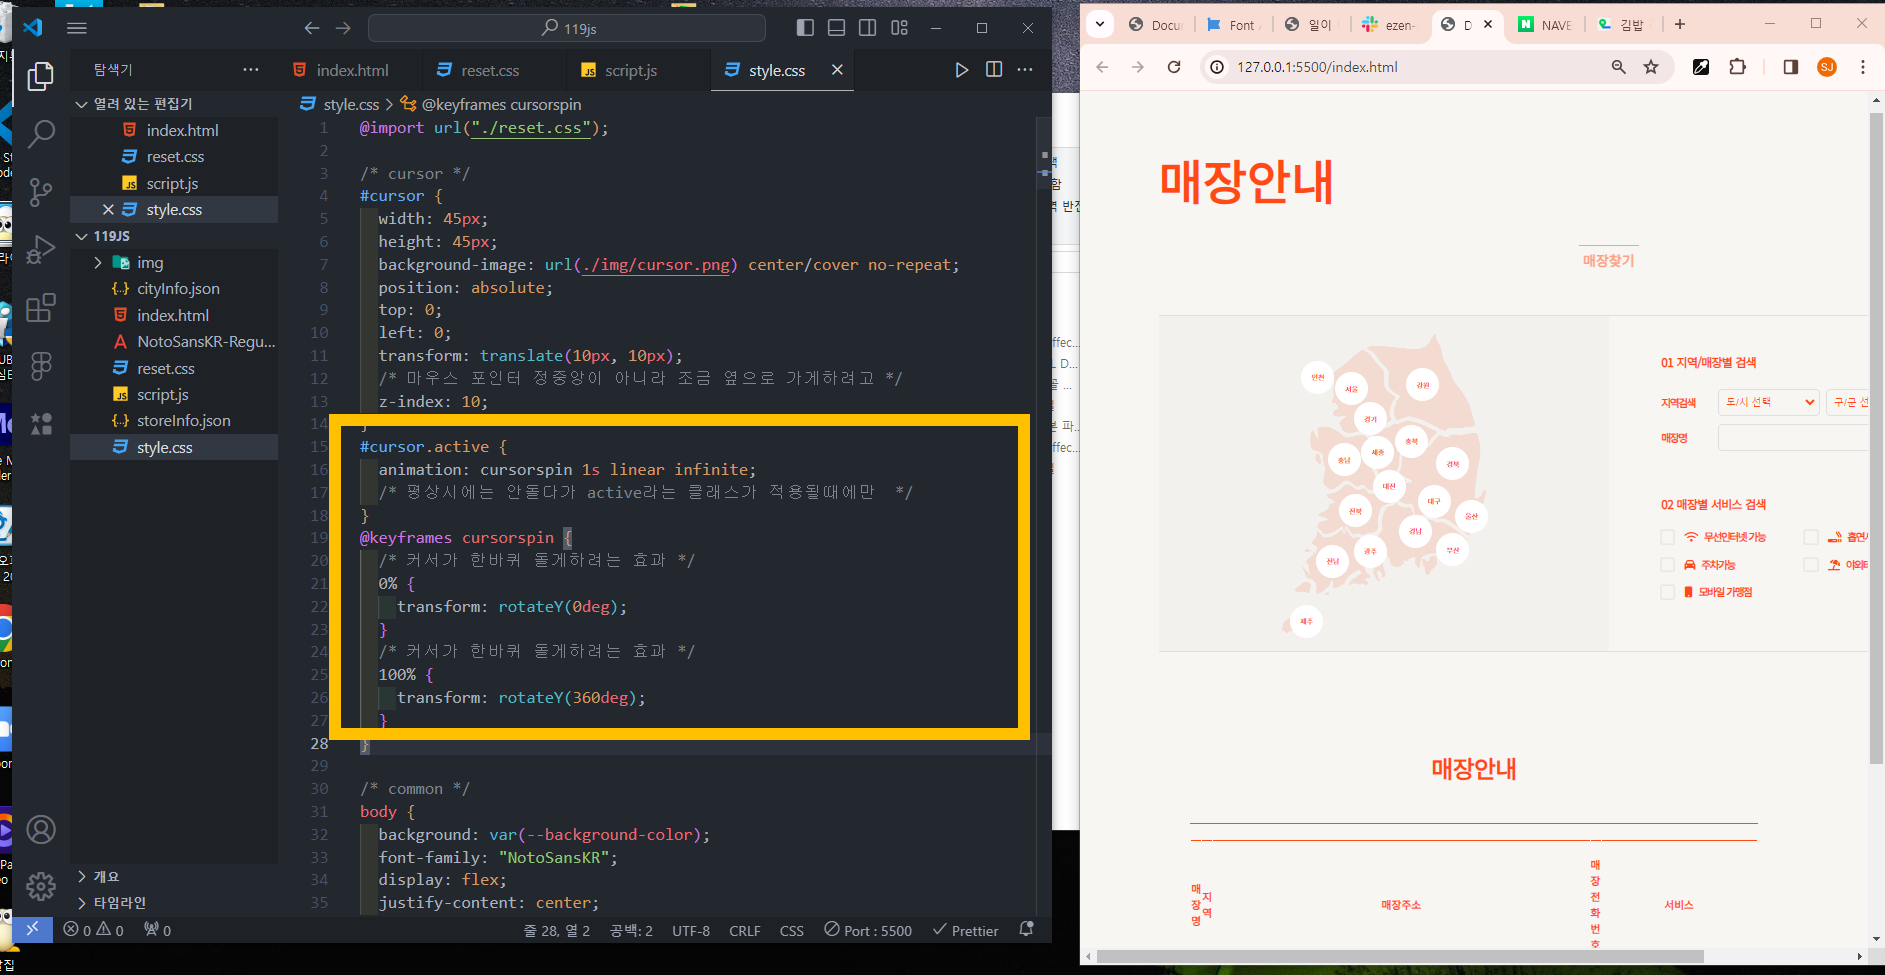 119js
탐색기
열려 있는 편집기
index.html
reset.css
script.js
style.css
119JS
img
cityInfo.json
index.html
NotoSansKR-Regu...
reset.css
script.js
storeInfo.json
style.css
개요
타임라인
index.html
reset.css
script.js
style.css
style.css > @keyframes cursorspin
1 @import url("./reset.css");
2
3 /* cursor */
4 #cursor {
5 width: 45px;
6 height: 45px;
7 background-image: url(./img/cursor.png) center/cover no-repeat;
8 position: absolute;
9 top: 0;
10 left: 0;
11 transform: translate(10px, 10px);
12 /* 마우스 포인터 정중앙이 아니라 조금 옆으로 가게하려고 */
13 z-index: 10;
14 }
15 #cursor.active {
16 animation: cursorspin 1s linear infinite;
17 /* 평상시에는 안돌다가 active라는 클래스가 적용될때에만 */
18 }
19 @keyframes cursorspin {
20 /* 커서가 한바퀴 돌게하려는 효과 */
21 0% {
22 transform: rotateY(0deg);
23 }
24 /* 커서가 한바퀴 돌게하려는 효과 */
25 100% {
26 transform: rotateY(360deg);
27 }
28 }
29
30 /* common */
31 body {
32 background: var(--background-color);
33 font-family: "NotoSansKR";
34 display: flex;
35 justify-content: center;
0 0 0
줄 28, 열 2 공백: 2 UTF-8 CRLF CSS Port : 5500 Prettier
Docu Font 일이 ezen- D NAVE 김밥
127.0.0.1:5500/index.html
SJ
매장안내
매장찾기
인천
서울
강원
경기
충북
세종
충남
경북
대전
대구
전북
울산
경남
광주
부산
전남
제주
01 지역/매장별 검색
지역검색 도/시 선택 구/군 선
매장명
02 매장별 서비스 검색
무선인터넷 가능 흡연
주차가능 야외테
모바일 가맹점
매장안내
매장명 지역 매장주소 매장전화번호 서비스